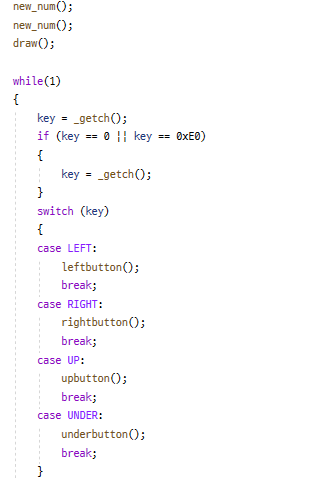 new_num();
new_num();
draw();
while(1)
{
key = _getch();
if (key == 0 || key == 0xE0)
{
key = _getch();
}
switch (key)
{
case LEFT:
leftbutton();
break;
case RIGHT:
rightbutton();
break;
case UP:
upbutton();
break;
case UNDER:
underbutton();
break;
}